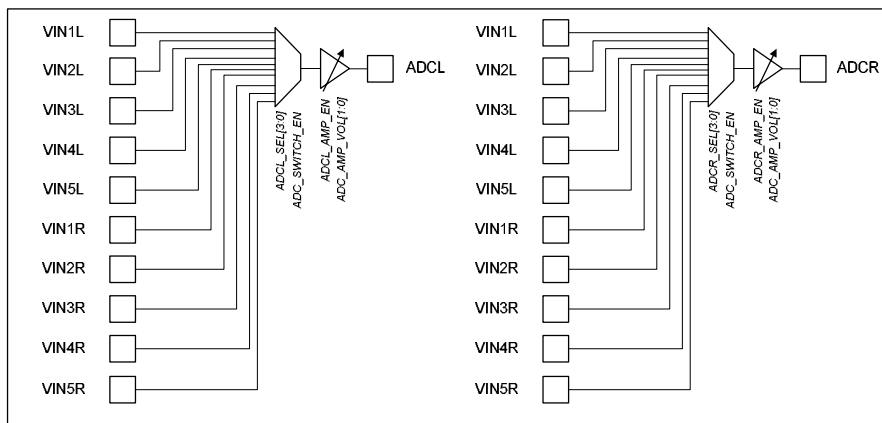 VIN1L
VIN2L
VIN3L
VIN4L
VIN5L
VIN1R
VIN2R
VIN3R
VIN4R
VIN5R
ADCL_SEL[3:0]
ADC_SWITCH_EN
ADCL_AMP_EN
ADC_AMP_VOL[1:0]
ADCL
VIN1L
VIN2L
VIN3L
VIN4L
VIN5L
VIN1R
VIN2R
VIN3R
VIN4R
VIN5R
ADCR_SEL[3:0]
ADC_SWITCH_EN
ADCR_AMP_EN
ADC_AMP_VOL[1:0]
ADCR